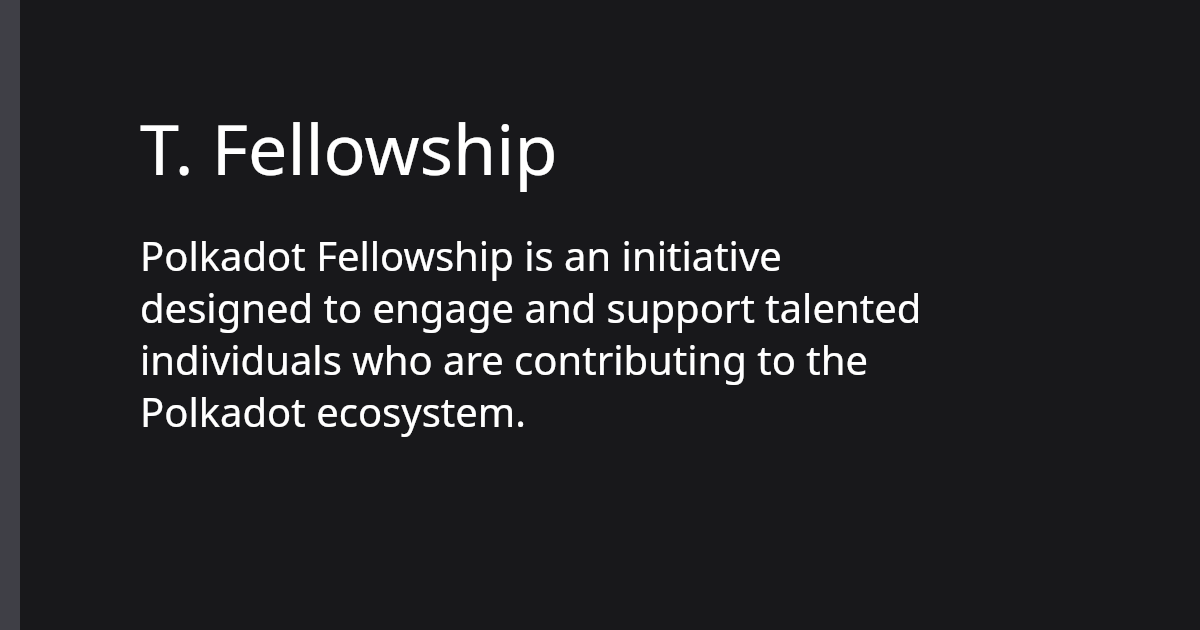 T. Fellowship
Polkadot Fellowship is an initiative
designed to engage and support talented
individuals who are contributing to the
Polkadot ecosystem.